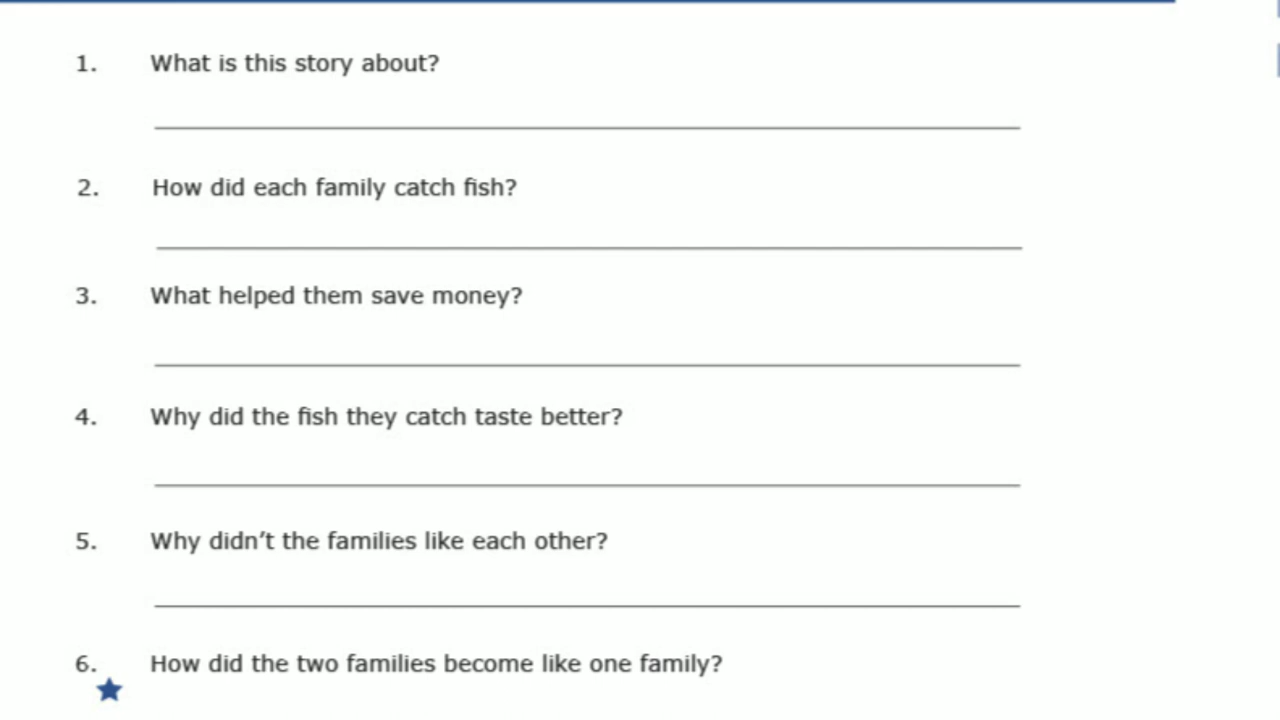 1. What is this story about?
2. How did each family catch fish?
3. What helped them save money?
4. Why did the fish they catch taste better?
5. Why didn’t the families like each other?
6. How did the two families become like one family?